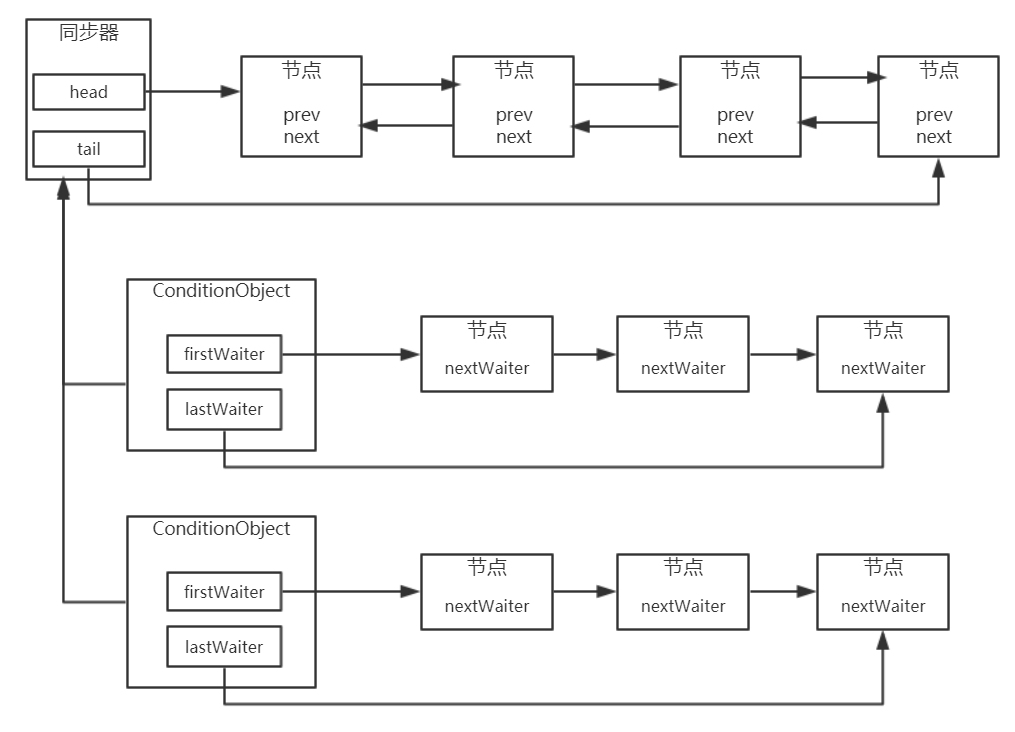 同步器
head
tail
节点
prev
next
节点
prev
next
节点
prev
next
节点
prev
next
ConditionObject
firstWaiter
lastWaiter
节点
nextWaiter
节点
nextWaiter
节点
nextWaiter
ConditionObject
firstWaiter
lastWaiter
节点
nextWaiter
节点
nextWaiter
节点
nextWaiter